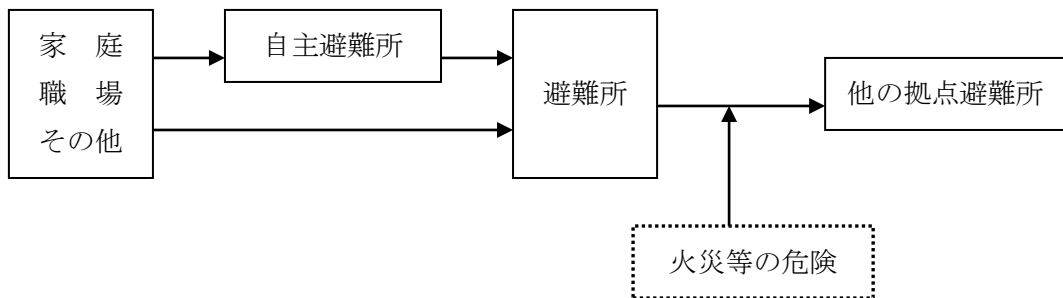 家　庭
職　場
その他
自主避難所
避難所
他の拠点避難所
火災等の危険